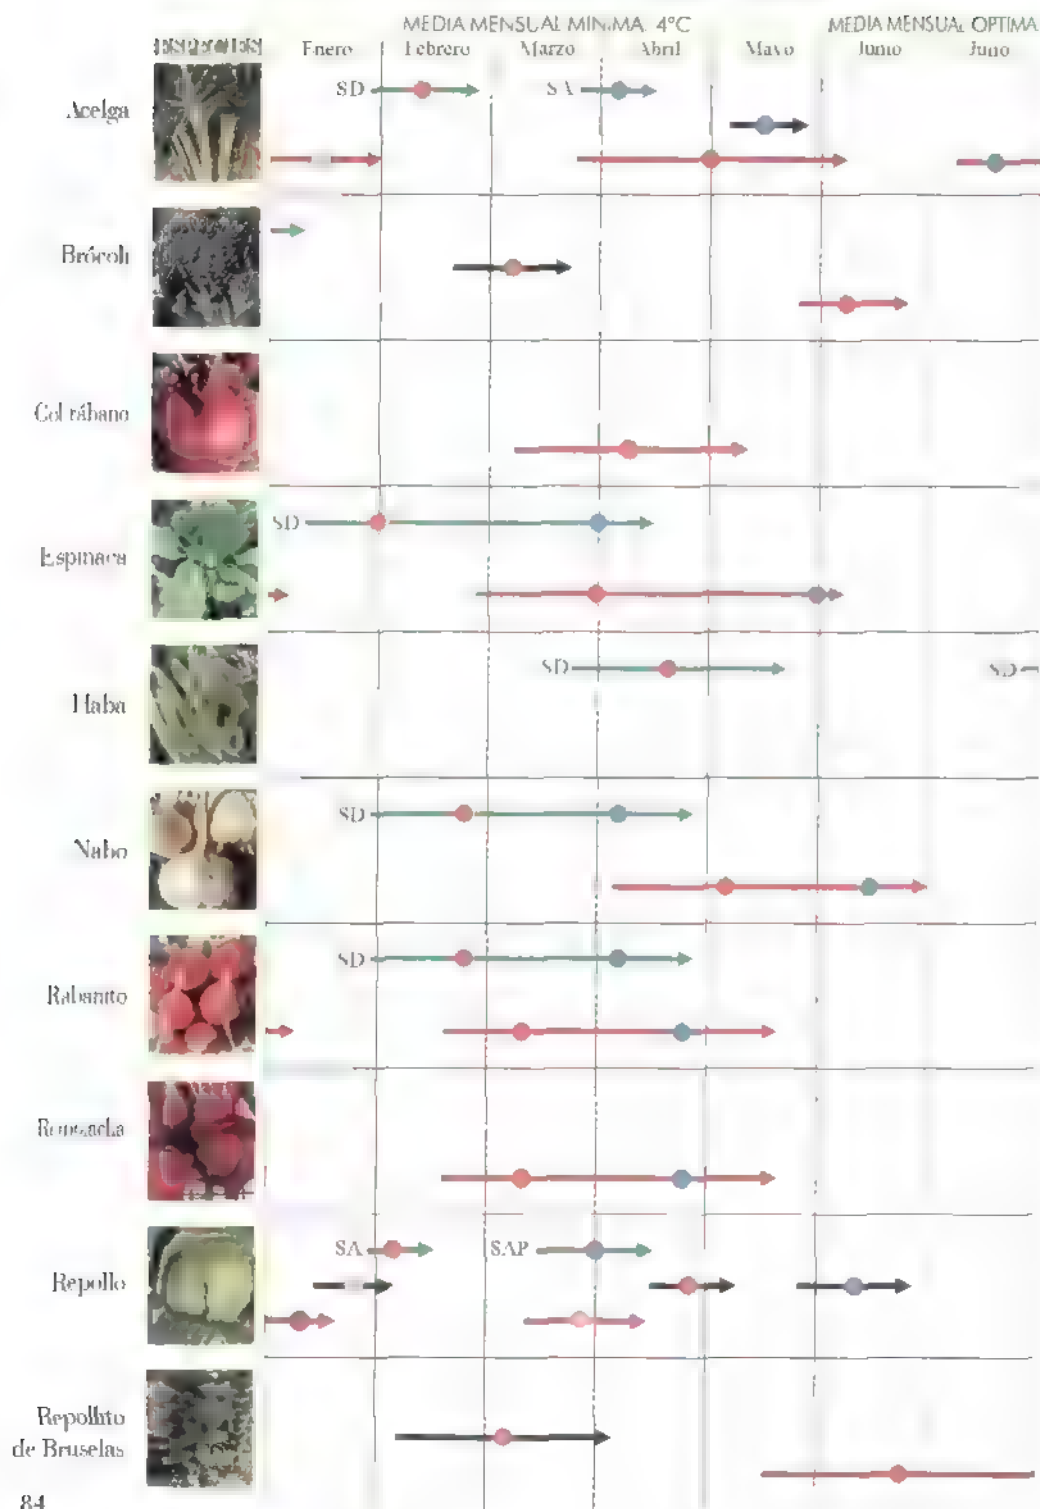 MEDIA MENSUAL MINIMA. 4°C
MEDIA MENSUAL OPTIMA
Enero Febrero Marzo Abril Mayo Junio Junio
Acelga
SD SA
Brócoli
Col rábano
Espinaca
SD
Haba
SD SD
Nabo
SD
Rabanito
SD
Remolacha
Repollo
SA SAP
Repollito
de Bruselas
84